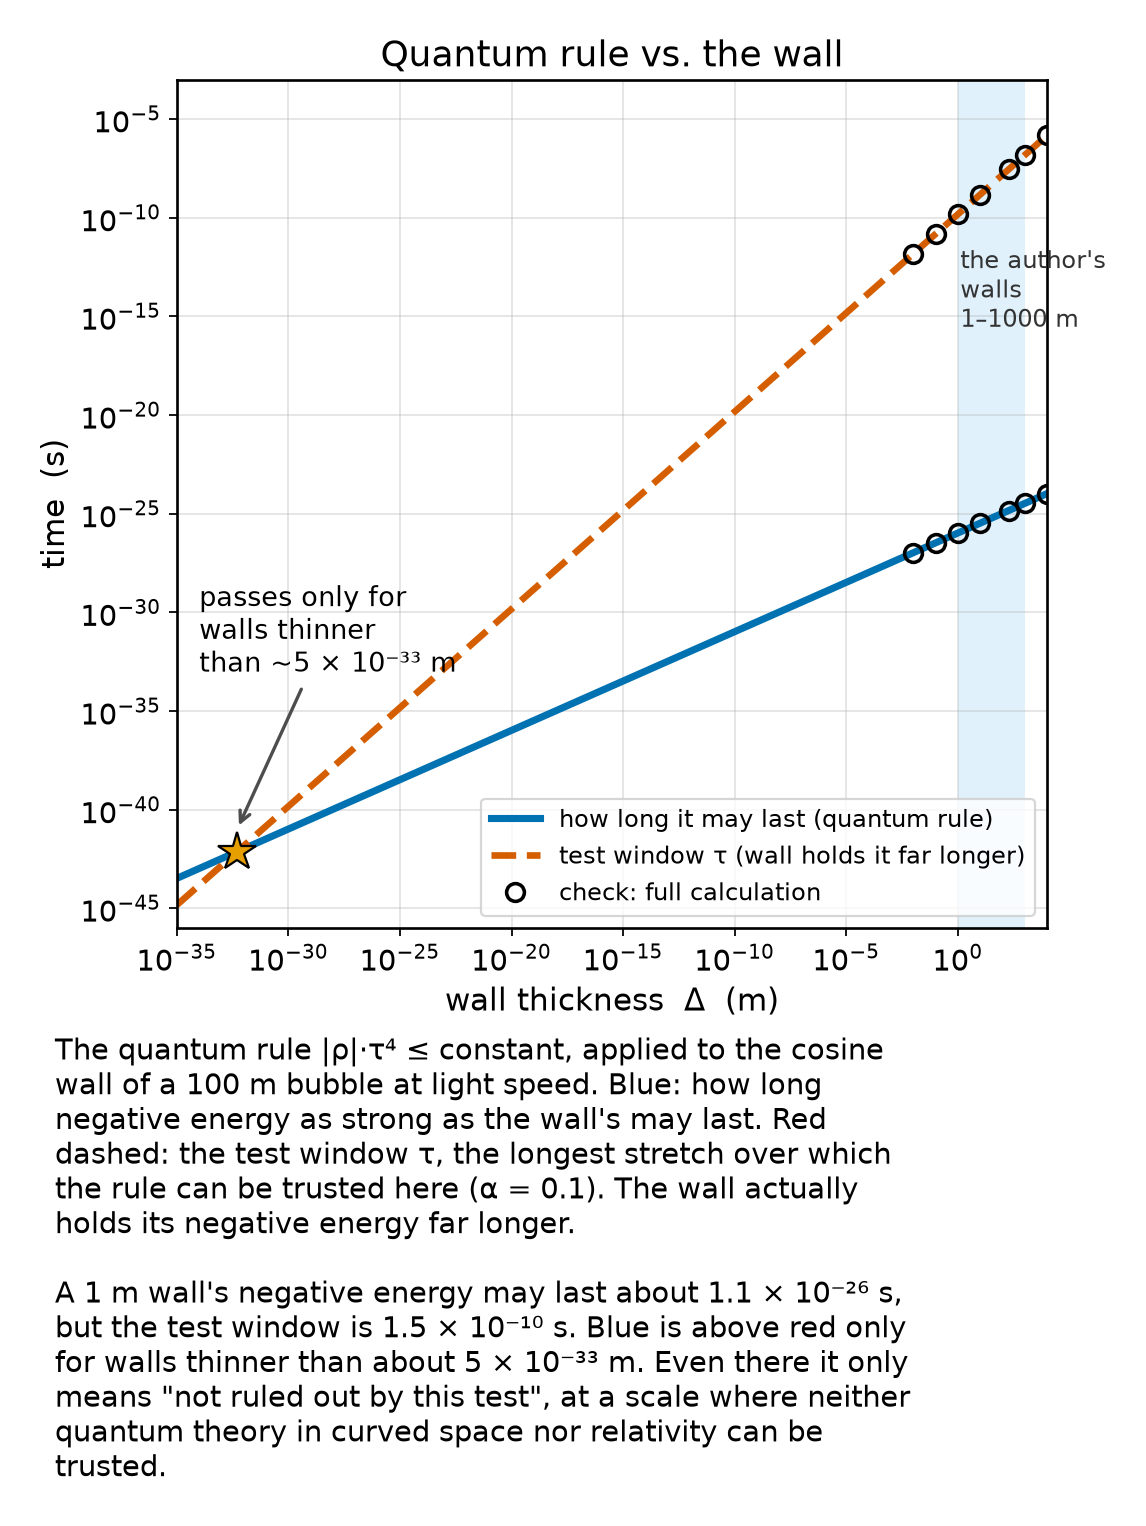 Quantum rule vs. the wall
10⁻⁵
10⁻¹⁰
10⁻¹⁵
10⁻²⁰
10⁻²⁵
10⁻³⁰
10⁻³⁵
10⁻⁴⁰
10⁻⁴⁵
time (s)
the author's
walls
1–1000 m
passes only for
walls thinner
than ~5 × 10⁻³³ m
how long it may last (quantum rule)
test window τ (wall holds it far longer)
check: full calculation
10⁻³⁵ 10⁻³⁰ 10⁻²⁵ 10⁻²⁰ 10⁻¹⁵ 10⁻¹⁰ 10⁻⁵ 10⁰
wall thickness Δ (m)
The quantum rule |ρ|·τ⁴ ≤ constant, applied to the cosine
wall of a 100 m bubble at light speed. Blue: how long
negative energy as strong as the wall's may last. Red
dashed: the test window τ, the longest stretch over which
the rule can be trusted here (α = 0.1). The wall actually
holds its negative energy far longer.
A 1 m wall's negative energy may last about 1.1 × 10⁻²⁶ s,
but the test window is 1.5 × 10⁻¹⁰ s. Blue is above red only
for walls thinner than about 5 × 10⁻³³ m. Even there it only
means "not ruled out by this test", at a scale where neither
quantum theory in curved space nor relativity can be
trusted.